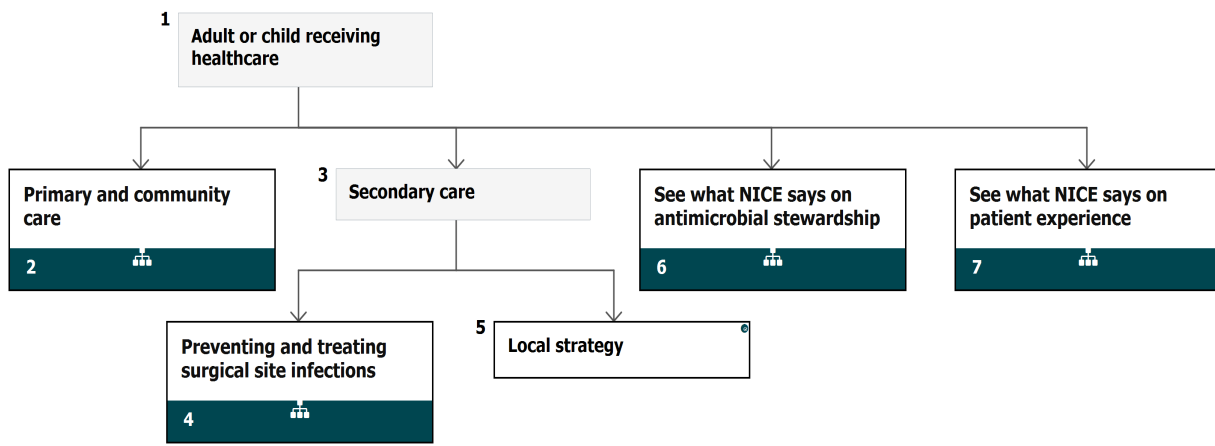 1
Adult or child receiving
healthcare
Primary and community
care
2
3
Secondary care
See what NICE says on
antimicrobial stewardship
6
See what NICE says on
patient experience
7
Preventing and treating
surgical site infections
4
5
Local strategy